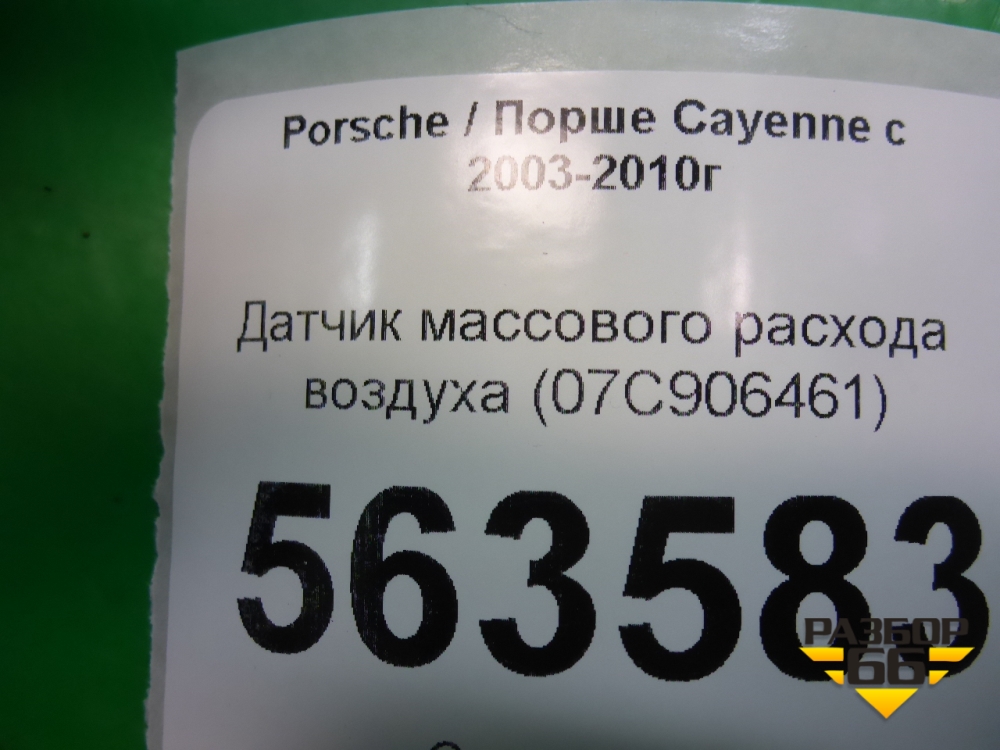 Porsche / Порше Cayenne с
2003-2010г
Датчик массового расхода
воздуха (07C906461)
563583
РАЗБОР
66